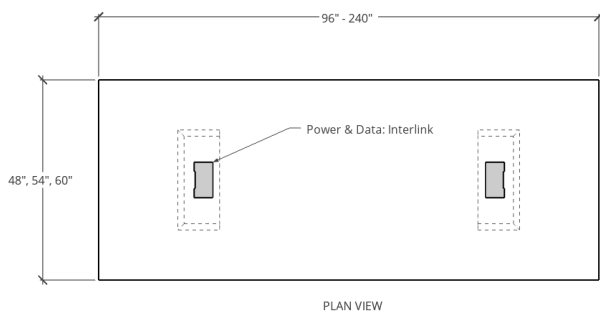 96" - 240"
Power & Data: Interlink
48", 54", 60"
PLAN VIEW